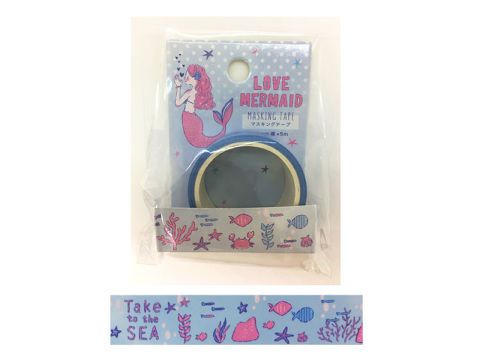 LOVE
MERMAID
MASKING TAPE
マスキングテープ
Take
to the
SEA